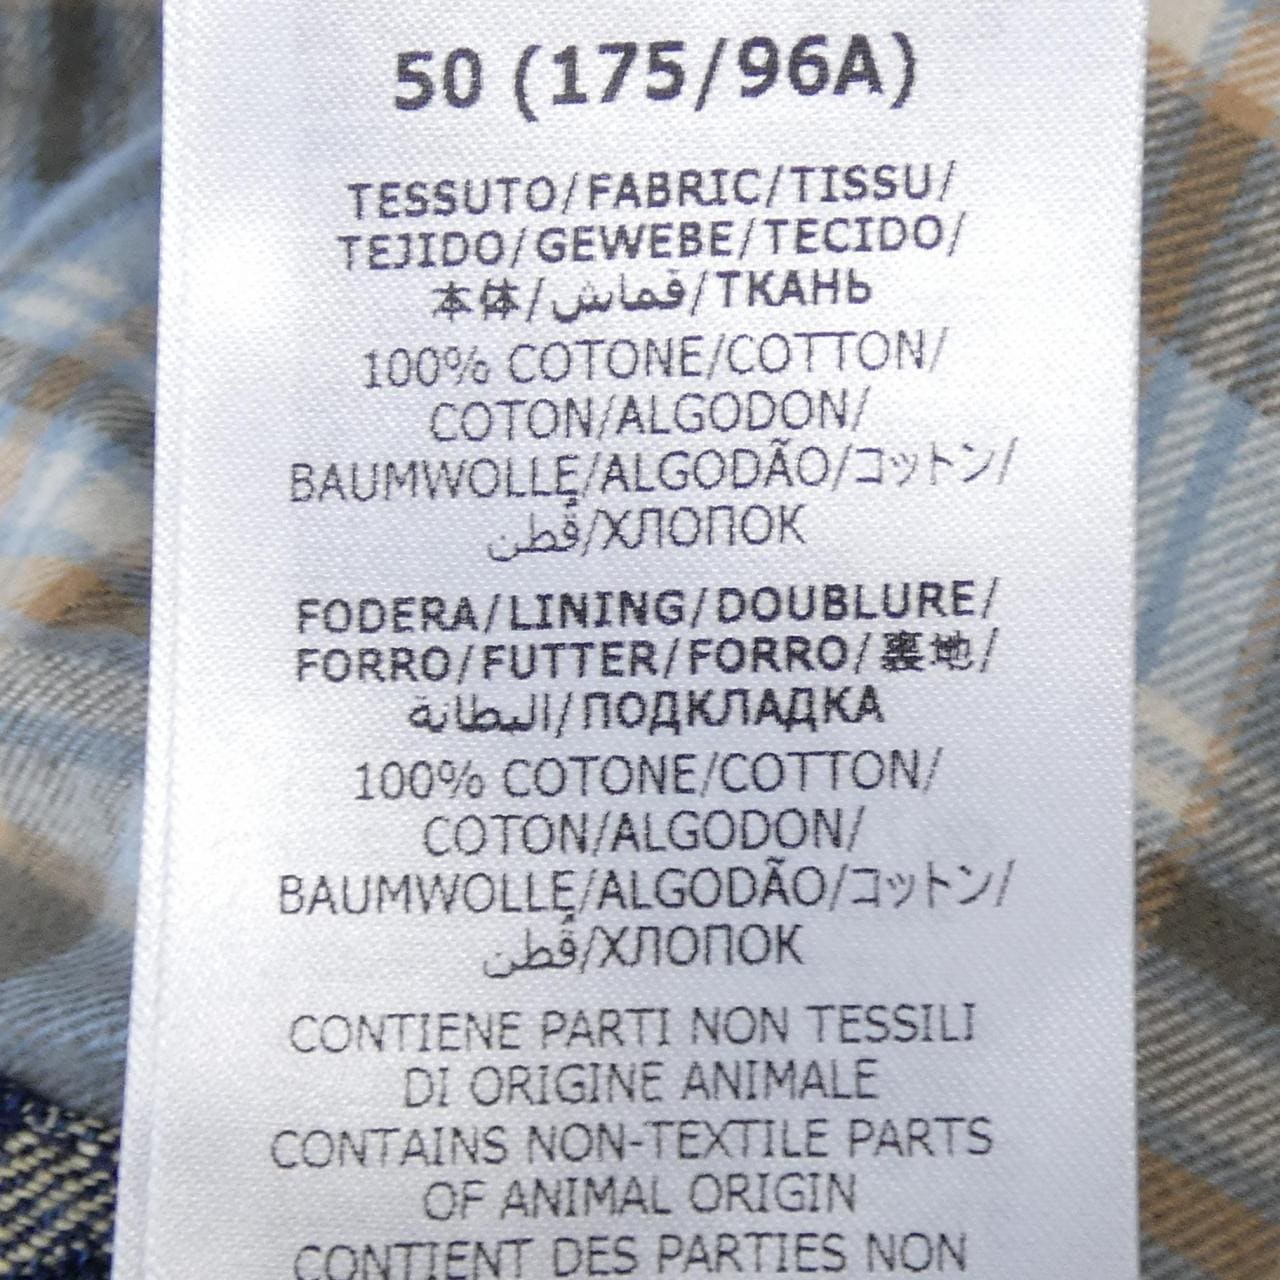 50 (175/96A)
TESSUTO/FABRIC/TISSU/
TEJIDO/GEWEBE/TECIDO/
本体/قماش/ТКАНЬ
100% COTONE/COTTON/
COTON/ALGODON/
BAUMWOLLE/ALGODÃO/コットン/
قُطن/ХЛОПОК
FODERA/LINING/DOUBLURE/
FORRO/FUTTER/FORRO/裏地/
البطانة/ПОДКЛАДКА
100% COTONE/COTTON/
COTON/ALGODON/
BAUMWOLLE/ALGODÃO/コットン/
قُطن/ХЛОПОК
CONTIENE PARTI NON TESSILI
DI ORIGINE ANIMALE
CONTAINS NON-TEXTILE PARTS
OF ANIMAL ORIGIN
CONTIENT DES PARTIES NON